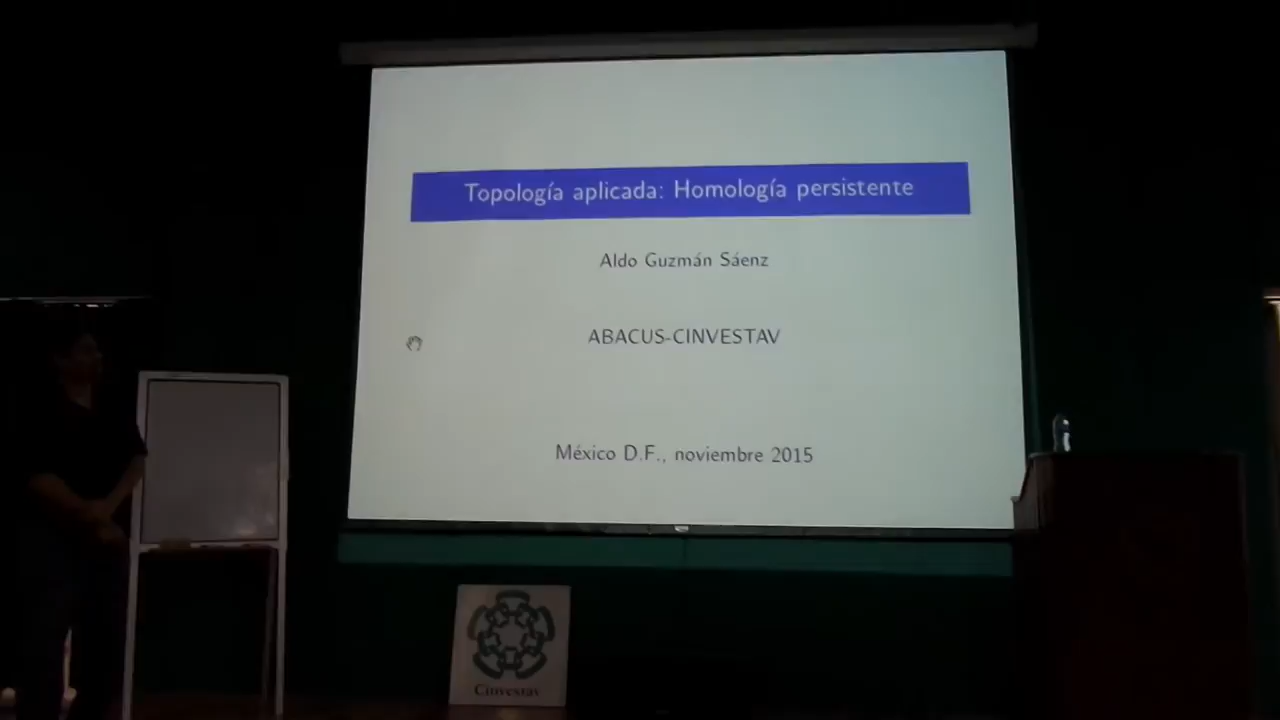 Topología aplicada: Homología persistente
Aldo Guzmán Sáenz
ABACUS-CINVESTAV
México D.F., noviembre 2015
Cinvestav